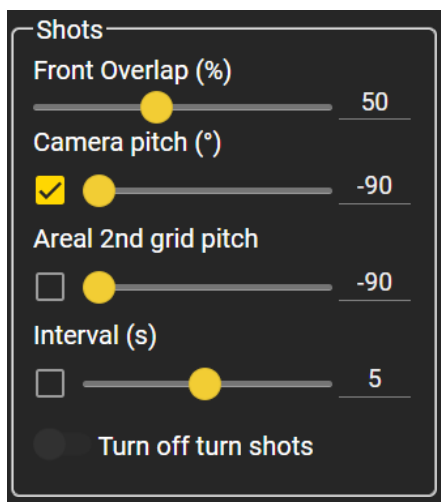 Shots
Front Overlap (%)
50
Camera pitch (°)
-90
Areal 2nd grid pitch
-90
Interval (s)
5
Turn off turn shots